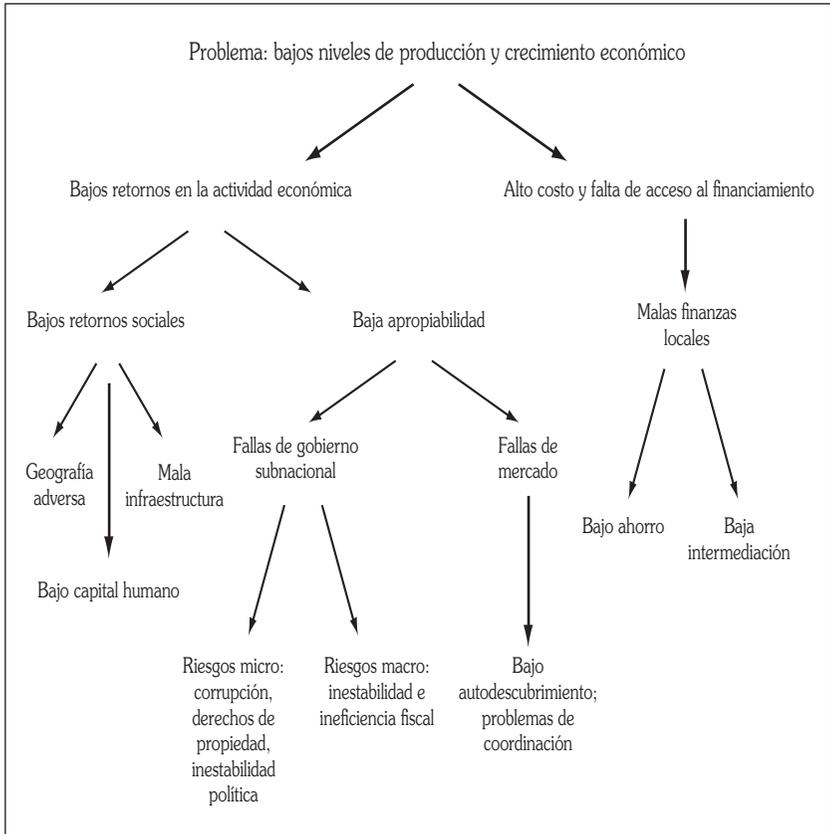 Problema: bajos niveles de producción y crecimiento económico
Bajos retornos en la actividad económica
Alto costo y falta de acceso al financiamiento
Bajos retornos sociales
Baja apropiabilidad
Malas finanzas
locales
Geografía
adversa
Mala
infraestructura
Bajo capital humano
Fallas de gobierno
subnacional
Fallas de
mercado
Bajo ahorro
Baja
intermediación
Riesgos micro:
corrupción,
derechos de
propiedad,
inestabilidad
política
Riesgos macro:
inestabilidad e
ineficiencia fiscal
Bajo
autodescubrimiento;
problemas de
coordinación